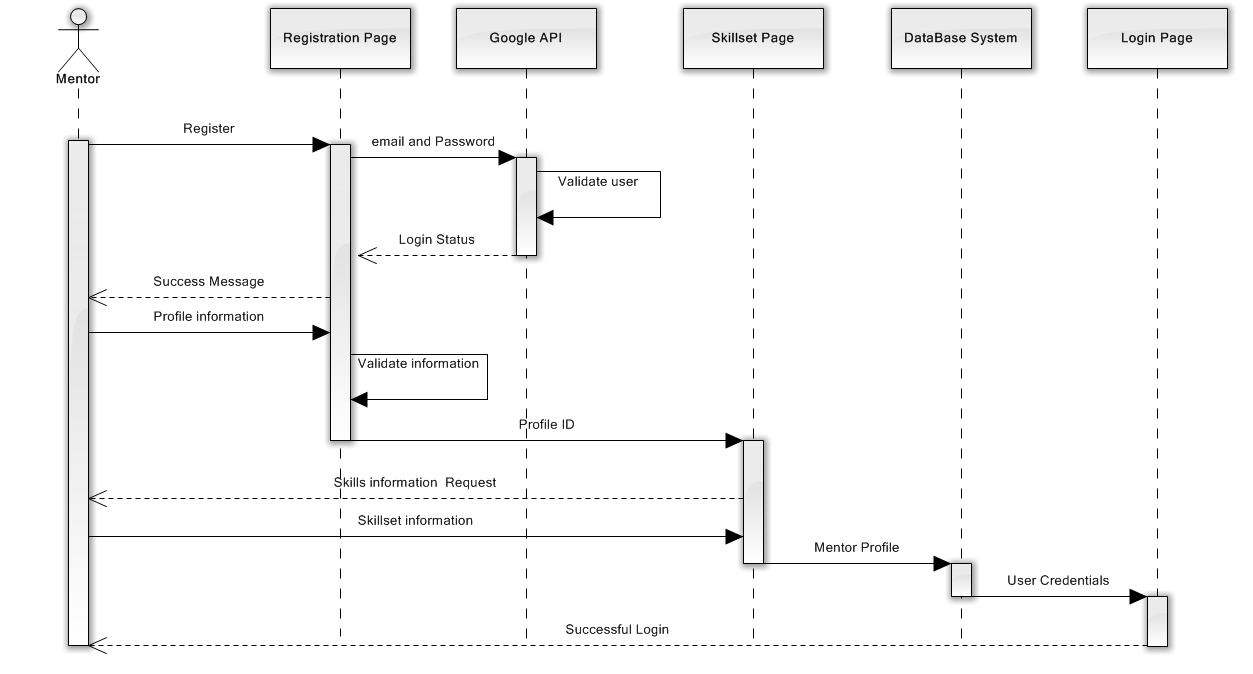 Registration Page
Google API
Skillset Page
DataBase System
Login Page
Mentor
Register
email and Password
Validate user
Login Status
Success Message
Profile information
Validate information
Profile ID
Skills information  Request
Skillset information
Mentor Profile
User Credentials
Successful Login